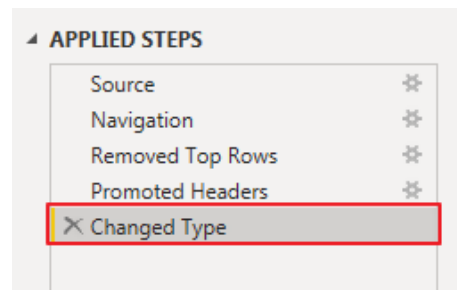 APPLIED STEPS
Source
Navigation
Removed Top Rows
Promoted Headers
Changed Type